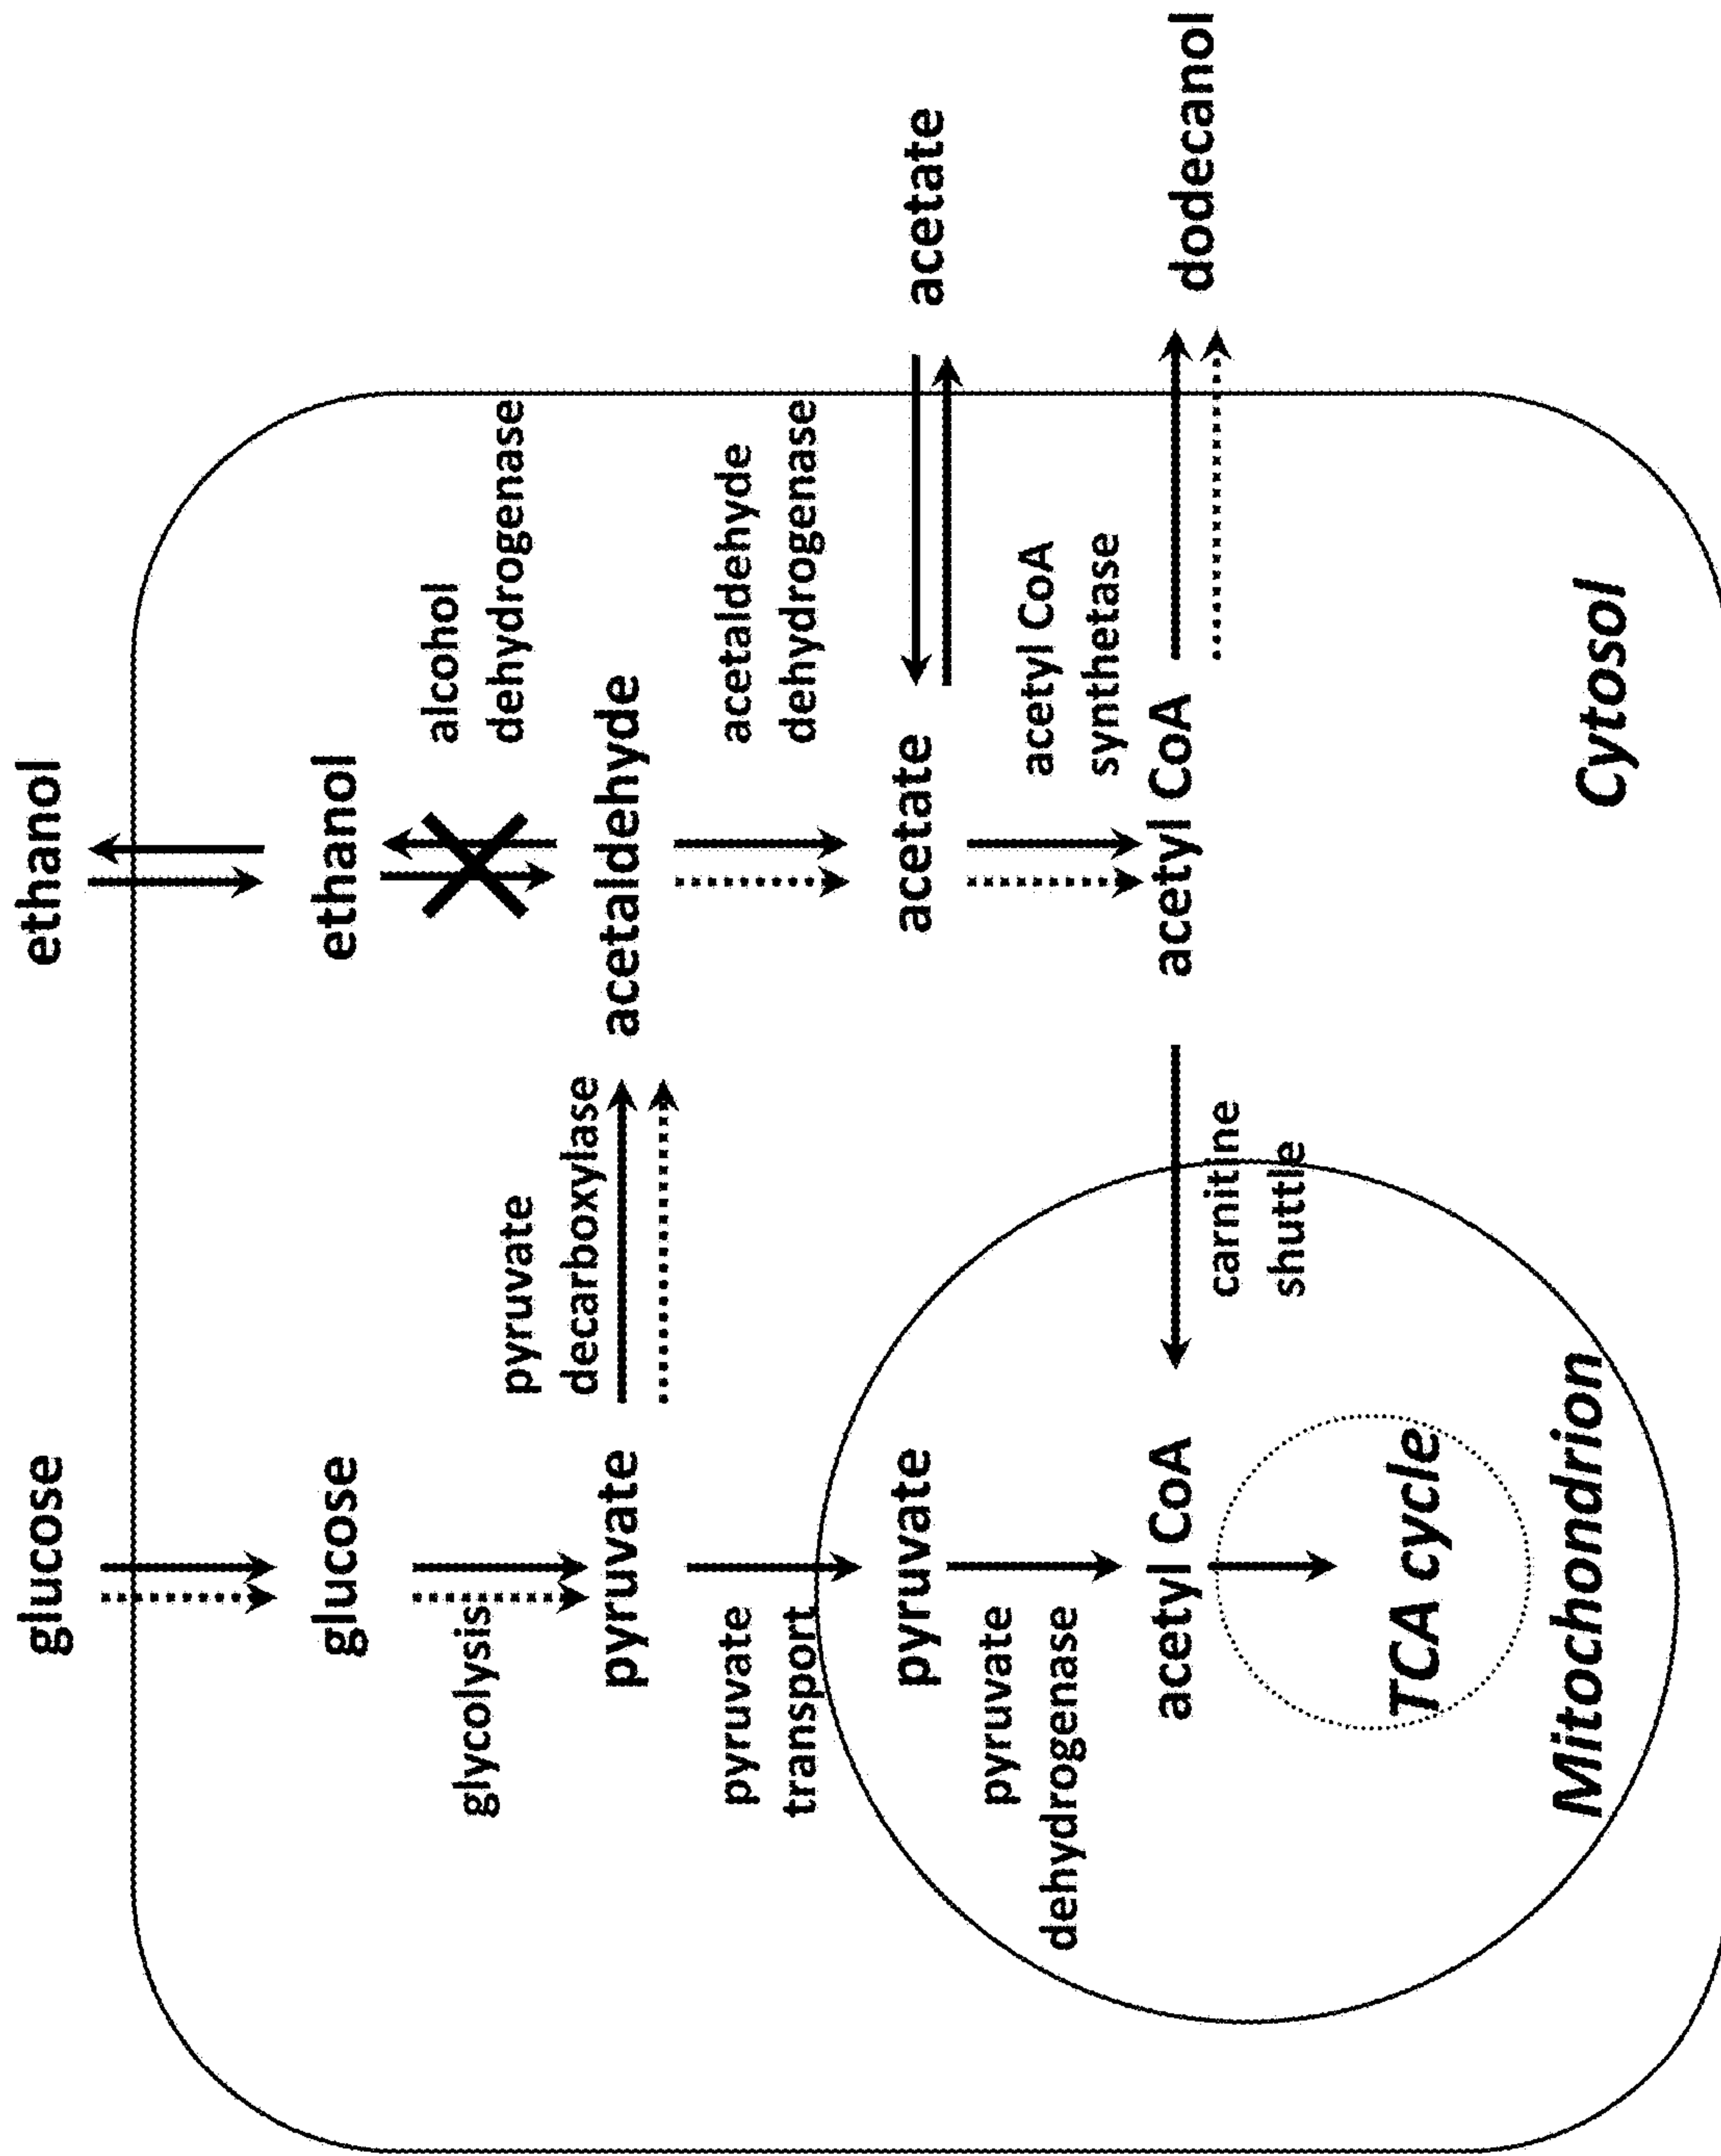 glucose
ethanol
glucose
ethanol
glycolysis
alcohol
dehydrogenase
pyruvate
decarboxylase
pyruvate
acetaldehyde
pyruvate
transport
acetaldehyde
dehydrogenase
pyruvate
acetate
acetate
pyruvate
dehydrogenase
acetyl CoA
synthetase
acetyl CoA
acetyl CoA
dodecanol
carnitine
shuttle
TCA cycle
Mitochondrion
Cytosol